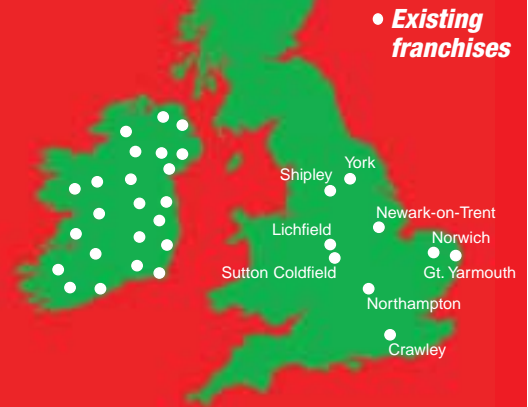 • Existing
franchises
York
Shipley
Newark-on-Trent
Lichfield
Norwich
Sutton Coldfield
Gt. Yarmouth
Northampton
Crawley